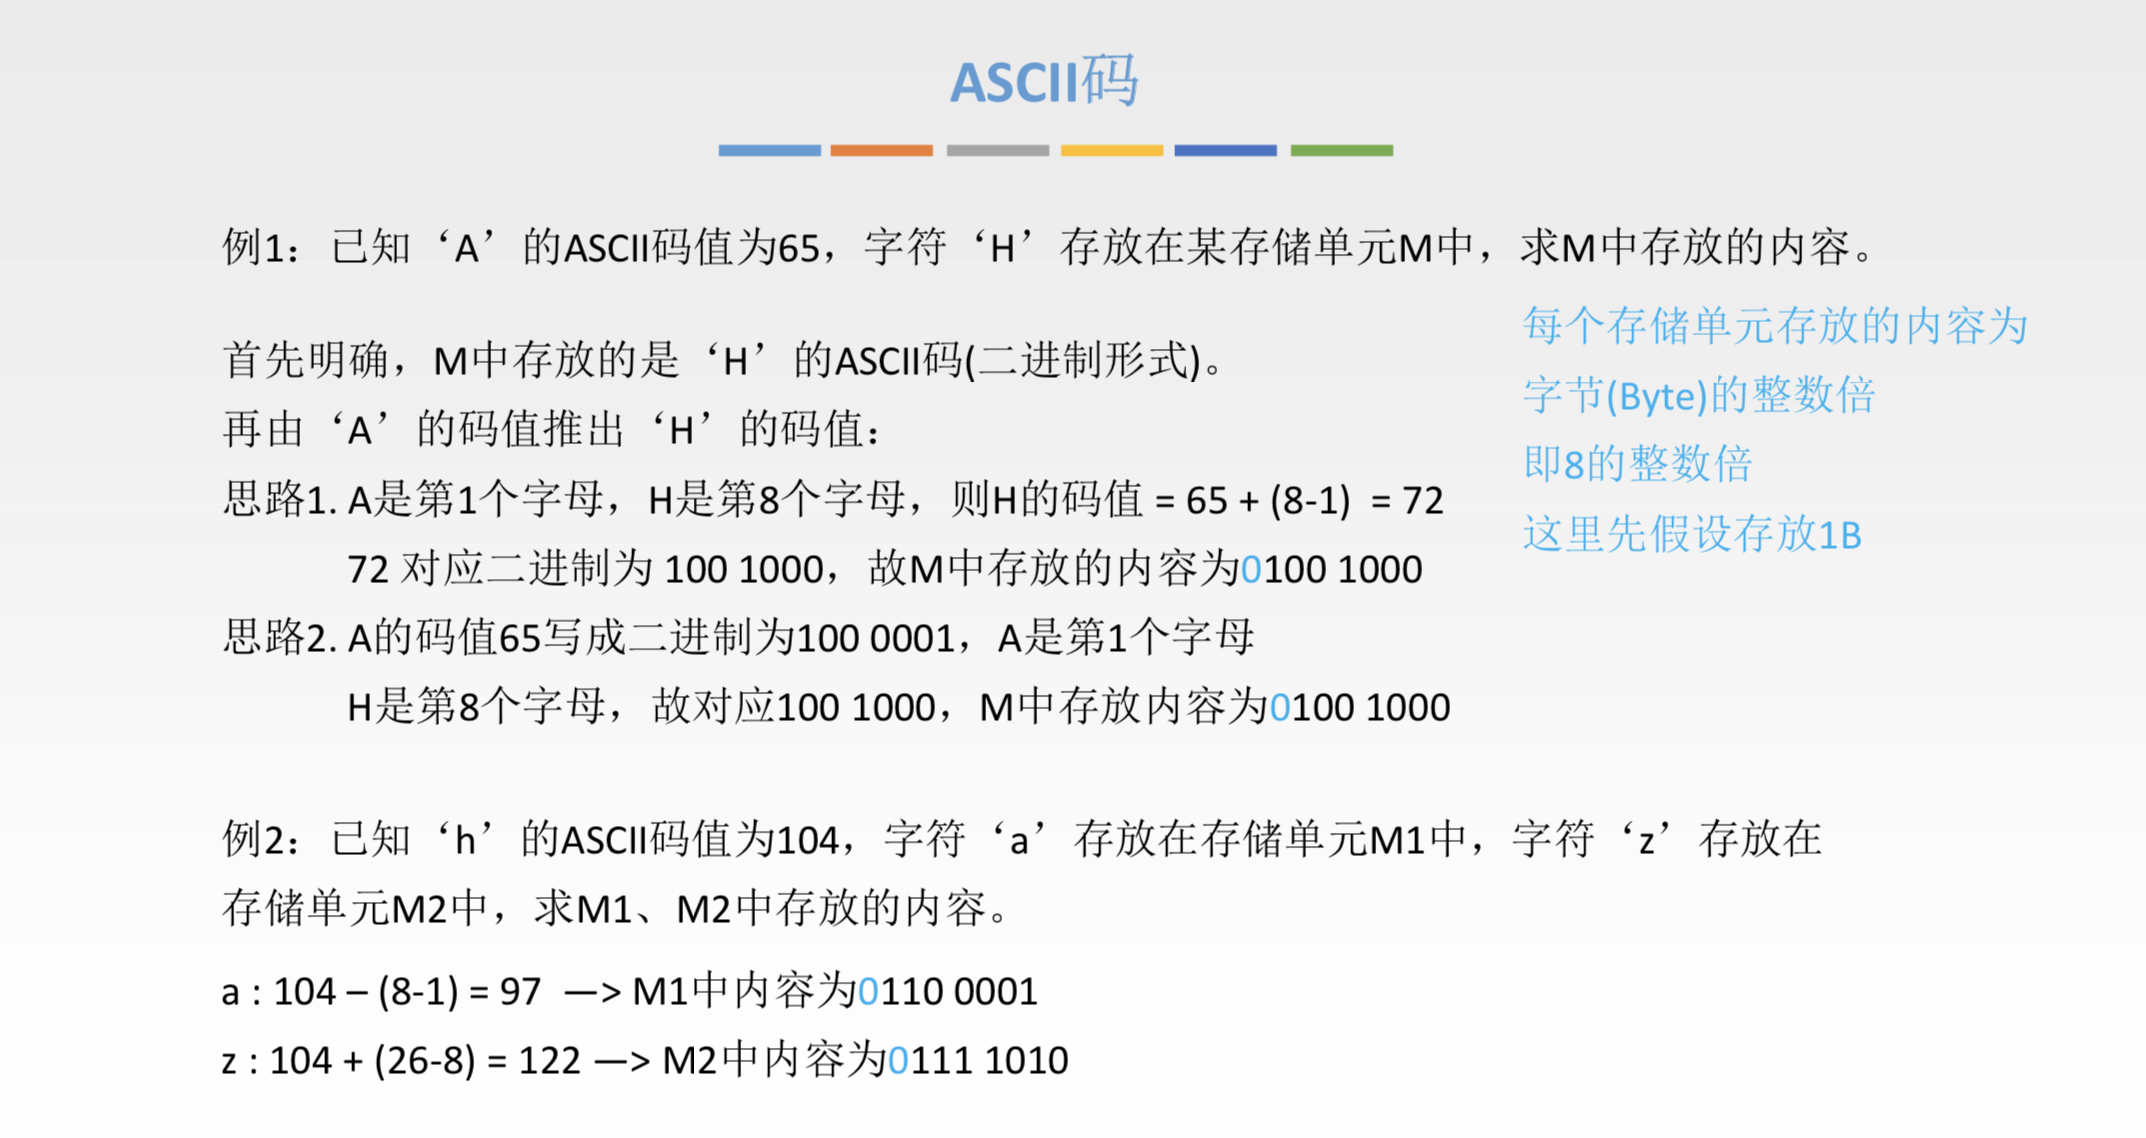 ASCII码
例1：已知‘A’的ASCII码值为65，字符‘H’存放在某存储单元M中，求M中存放的内容。
每个存储单元存放的内容为
字节(Byte)的整数倍
即8的整数倍
这里先假设存放1B
首先明确，M中存放的是‘H’的ASCII码(二进制形式)。
再由‘A’的码值推出‘H’的码值：
思路1. A是第1个字母，H是第8个字母，则H的码值 = 65 + (8-1) = 72
72 对应二进制为 100 1000，故M中存放的内容为0100 1000
思路2. A的码值65写成二进制为100 0001，A是第1个字母
H是第8个字母，故对应100 1000，M中存放内容为0100 1000
例2：已知‘h’的ASCII码值为104，字符‘a’存放在存储单元M1中，字符‘z’存放在
存储单元M2中，求M1、M2中存放的内容。
a : 104 – (8-1) = 97 —> M1中内容为0110 0001
z : 104 + (26-8) = 122 —> M2中内容为0111 1010